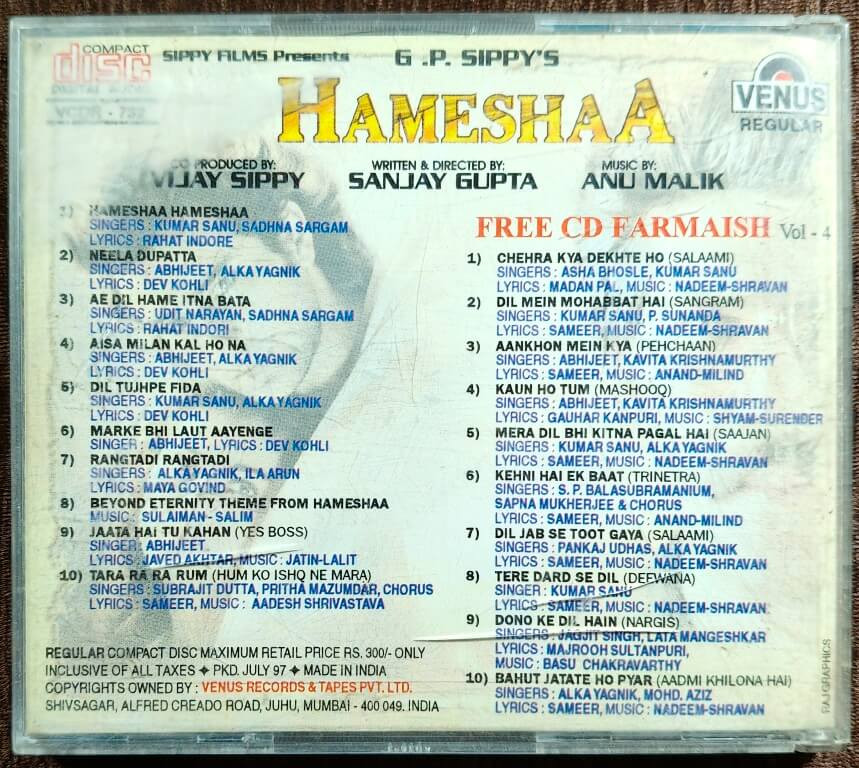 COMPACT
disc
DIGITAL AUDIO
SIPPY FILMS Presents
G .P. SIPPY'S
HAMESHAA
VENUS
REGULAR
CO-PRODUCED BY:
VIJAY SIPPY
WRITTEN & DIRECTED BY:
SANJAY GUPTA
MUSIC BY:
ANU MALIK
1) HAMESHAA HAMESHAA
SINGERS : KUMAR SANU, SADHNA SARGAM
LYRICS : RAHAT INDORE
2) NEELA DUPATTA
SINGERS : ABHIJEET, ALKA YAGNIK
LYRICS : DEV KOHLI
3) AE DIL HAME ITNA BATA
SINGERS : UDIT NARAYAN, SADHNA SARGAM
LYRICS : RAHAT INDORI
4) AISA MILAN KAL HO NA
SINGERS : ABHIJEET, ALKA YAGNIK
LYRICS : DEV KOHLI
5) DIL TUJHPE FIDA
SINGERS : KUMAR SANU, ALKA YAGNIK
LYRICS : DEV KOHLI
6) MARKE BHI LAUT AAYENGE
SINGER : ABHIJEET, LYRICS : DEV KOHLI
7) RANGTADI RANGTADI
SINGERS : ALKA YAGNIK, ILA ARUN
LYRICS : MAYA GOVIND
8) BEYOND ETERNITY THEME FROM HAMESHAA
MUSIC : SULAIMAN - SALIM
9) JAATA HAI TU KAHAN (YES BOSS)
SINGER : ABHIJEET
LYRICS : JAVED AKHTAR, MUSIC : JATIN-LALIT
10) TARA RA RA RUM (HUM KO ISHQ NE MARA)
SINGERS : SUBRAJIT DUTTA, PRITHA MAZUMDAR, CHORUS
LYRICS : SAMEER, MUSIC : AADESH SHRIVASTAVA
REGULAR COMPACT DISC MAXIMUM RETAIL PRICE RS. 300/- ONLY
INCLUSIVE OF ALL TAXES ✦ PKD. JULY 97 ✦ MADE IN INDIA
COPYRIGHTS OWNED BY : VENUS RECORDS & TAPES PVT. LTD.
SHIVSAGAR, ALFRED CREADO ROAD, JUHU, MUMBAI - 400 049. INDIA
FREE CD FARMAISH Vol - 4
1) CHEHRA KYA DEKHTE HO (SALAAMI)
SINGERS : ASHA BHOSLE, KUMAR SANU
LYRICS : MADAN PAL, MUSIC : NADEEM-SHRAVAN
2) DIL MEIN MOHABBAT HAI (SANGRAM)
SINGERS : KUMAR SANU, P. SUNANDA
LYRICS : SAMEER, MUSIC : NADEEM-SHRAVAN
3) AANKHON MEIN KYA (PEHCHAAN)
SINGERS : ABHIJEET, KAVITA KRISHNAMURTHY
LYRICS : SAMEER, MUSIC : ANAND-MILIND
4) KAUN HO TUM (MASHOOQ)
SINGERS : ABHIJEET, KAVITA KRISHNAMURTHY
LYRICS : GAUHAR KANPURI, MUSIC : SHYAM-SURENDER
5) MERA DIL BHI KITNA PAGAL HAI (SAAJAN)
SINGERS : KUMAR SANU, ALKA YAGNIK
LYRICS : SAMEER, MUSIC : NADEEM-SHRAVAN
6) KEHNI HAI EK BAAT (TRINETRA)
SINGERS : S.P. BALASUBRAMANIUM,
SAPNA MUKHERJEE & CHORUS
LYRICS : SAMEER, MUSIC : ANAND-MILIND
7) DIL JAB SE TOOT GAYA (SALAAMI)
SINGERS : PANKAJ UDHAS, ALKA YAGNIK
LYRICS : SAMEER, MUSIC : NADEEM-SHRAVAN
8) TERE DARD SE DIL (DEEWANA)
SINGER : KUMAR SANU
LYRICS : SAMEER, MUSIC : NADEEM-SHRAVAN
9) DONO KE DIL HAIN (NARGIS)
SINGERS : JAGJIT SINGH, LATA MANGESHKAR
LYRICS : MAJROOH SULTANPURI,
MUSIC : BASU CHAKRAVARTHY
10) BAHUT JATATE HO PYAR (AADMI KHILONA HAI)
SINGERS : ALKA YAGNIK, MOHD. AZIZ
LYRICS : SAMEER, MUSIC : NADEEM-SHRAVAN
RAJ GRAPHICS